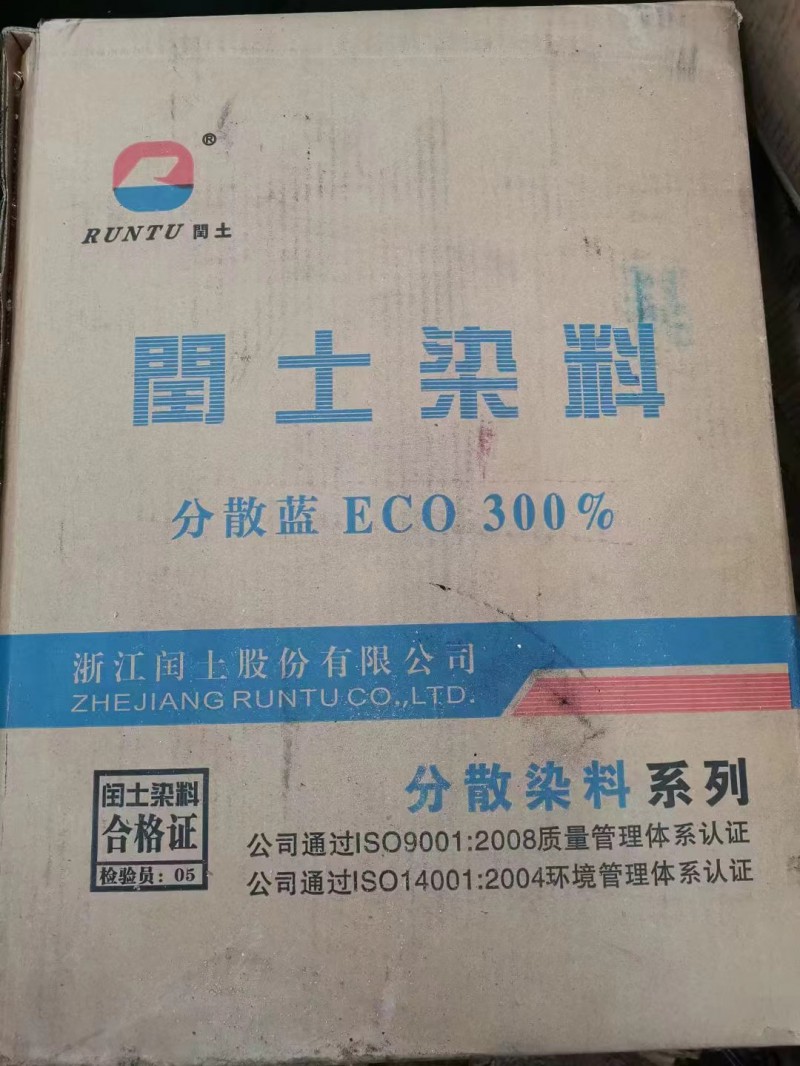 ®
RUNTU 閏土
閏土染料
分散蓝 ECO 300%
浙江闰土股份有限公司
ZHEJIANG RUNTU CO.,LTD.
分散染料系列
闰土染料
合格证
检验员：05
公司通过ISO9001:2008质量管理体系认证
公司通过ISO14001:2004环境管理体系认证